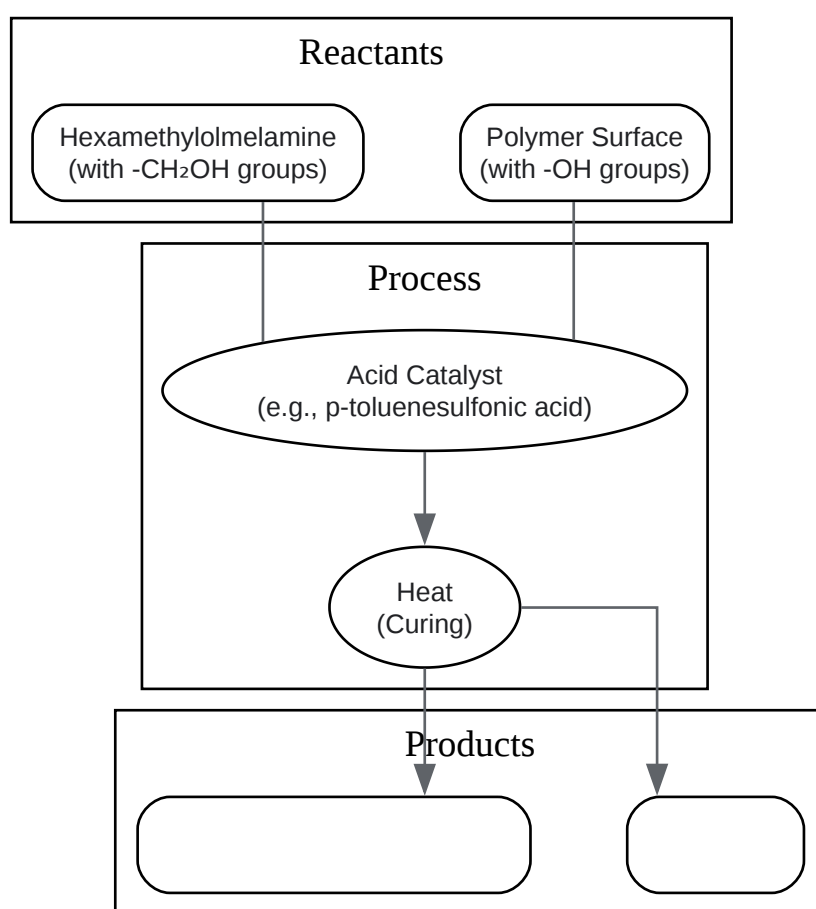 Reactants
Hexamethylolmelamine
(with -CH₂OH groups)
Polymer Surface
(with -OH groups)
Process
Acid Catalyst
(e.g., p-toluenesulfonic acid)
Heat
(Curing)
Products